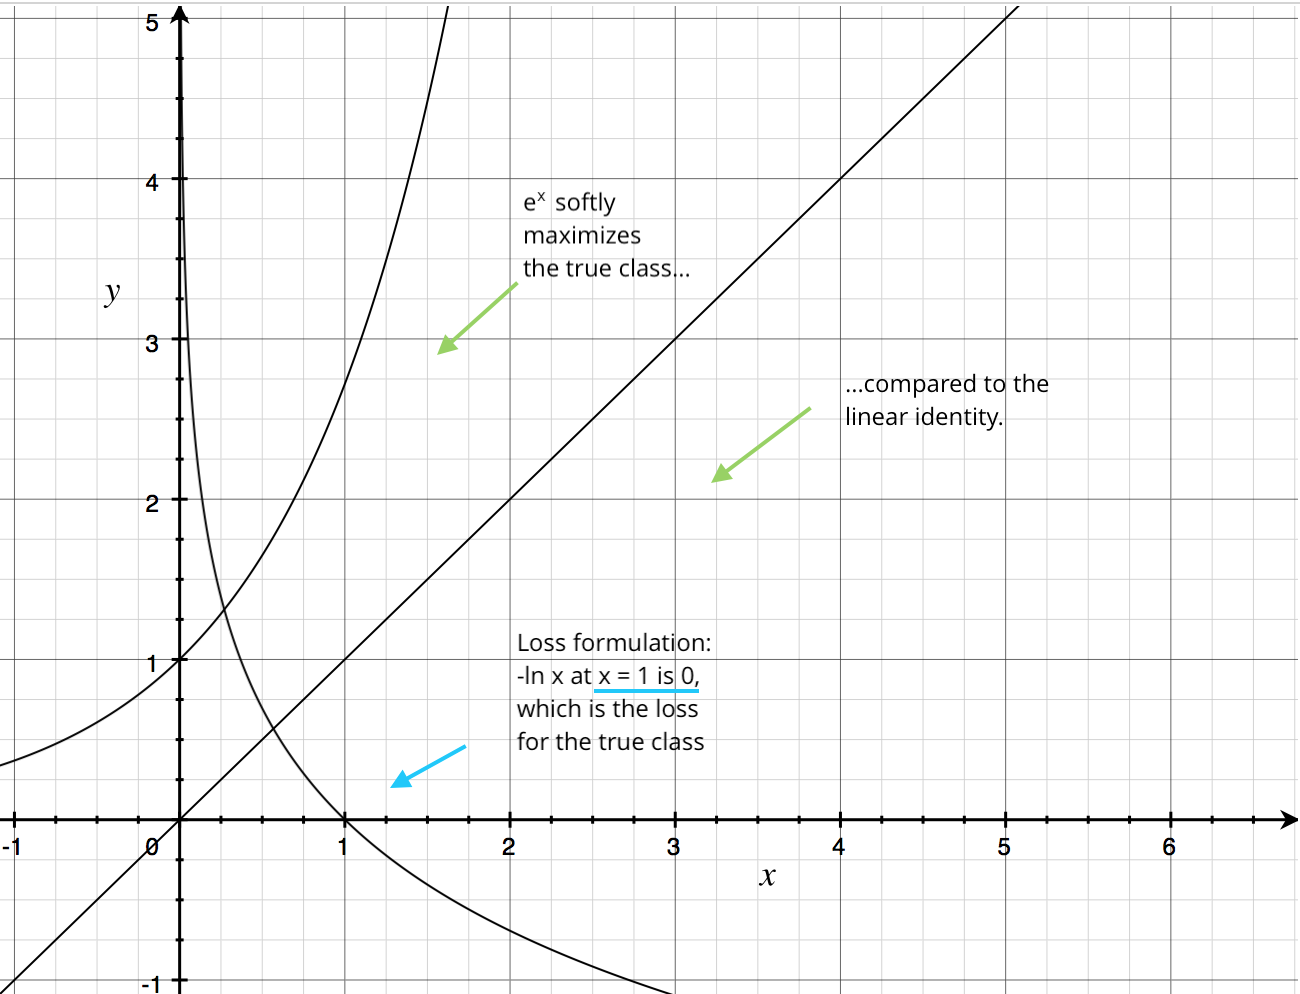 5
4
eˣ softly
maximizes
the true class...
y
3
...compared to the
linear identity.
2
Loss formulation:
-ln x at x = 1 is 0,
which is the loss
for the true class
1
-1 0 1 2 3 4 5 6
x
-1